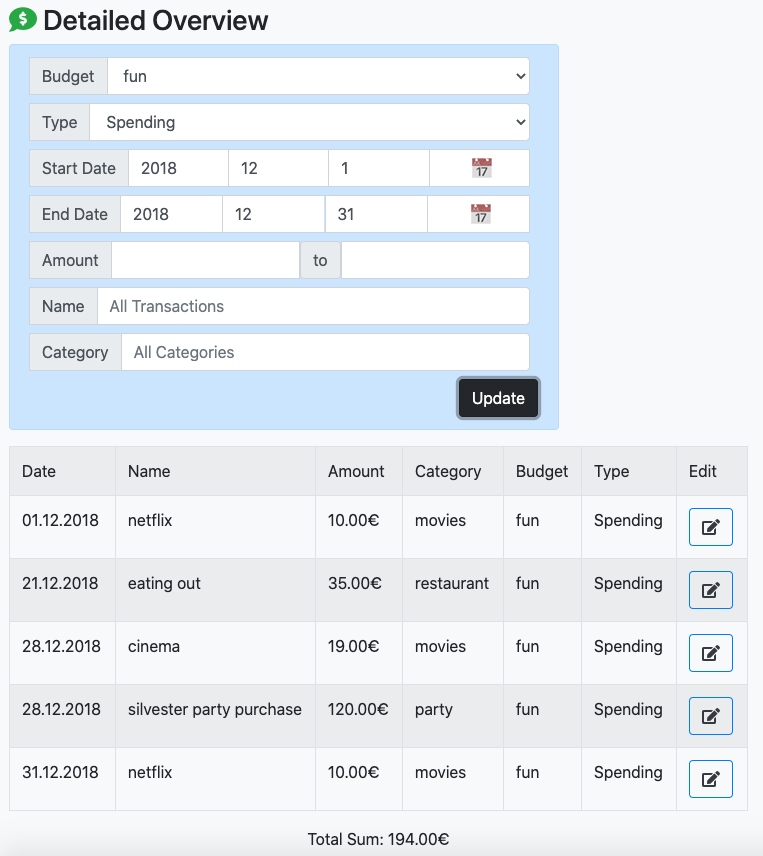 Detailed Overview
Budget fun
Type Spending
Start Date 2018 12 1 17
End Date 2018 12 31 17
Amount to
Name All Transactions
Category All Categories
Update
Date Name Amount Category Budget Type Edit
01.12.2018 netflix 10.00€ movies fun Spending
21.12.2018 eating out 35.00€ restaurant fun Spending
28.12.2018 cinema 19.00€ movies fun Spending
28.12.2018 silvester party purchase 120.00€ party fun Spending
31.12.2018 netflix 10.00€ movies fun Spending
Total Sum: 194.00€